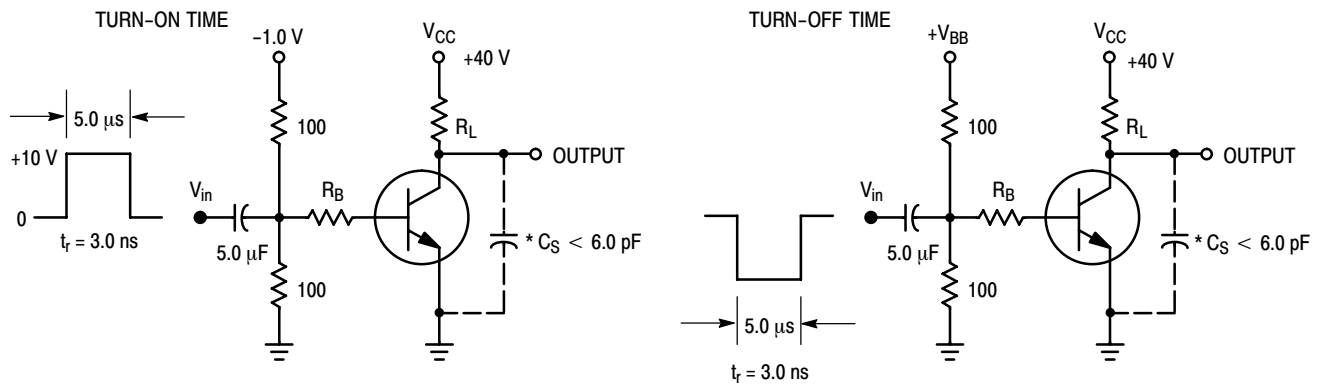 TURN-ON TIME
-1.0 V
VCC
+40 V
5.0 μs
100
RL
+10 V
OUTPUT
Vin
RB
0
tr = 3.0 ns
5.0 μF
* CS < 6.0 pF
100
TURN-OFF TIME
+VBB
VCC
+40 V
100
RL
OUTPUT
Vin
RB
5.0 μF
* CS < 6.0 pF
100
5.0 μs
tr = 3.0 ns